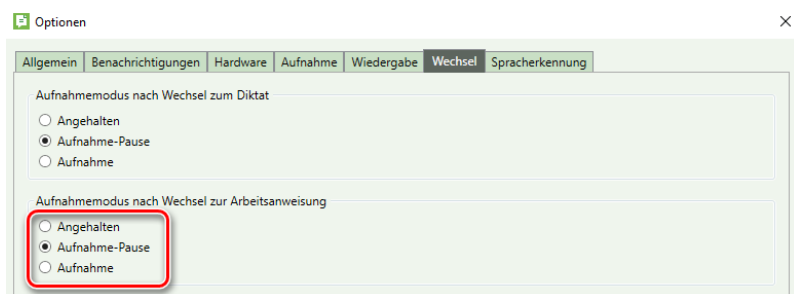 Optionen
Allgemein Benachrichtigungen Hardware Aufnahme Wiedergabe Wechsel Spracherkennung
Aufnahmemodus nach Wechsel zum Diktat
Angehalten
Aufnahme-Pause
Aufnahme
Aufnahmemodus nach Wechsel zur Arbeitsanweisung
Angehalten
Aufnahme-Pause
Aufnahme